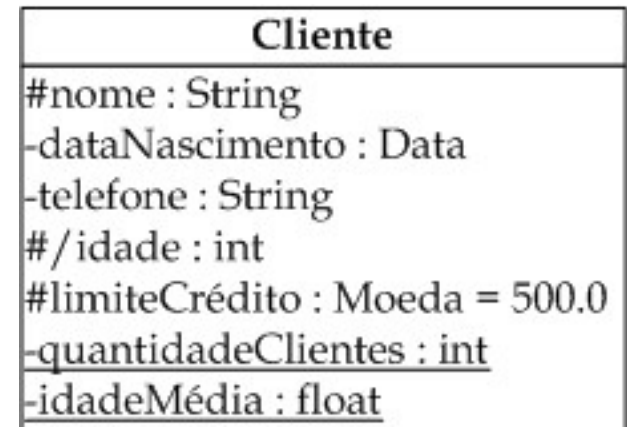 Cliente
#nome : String
-dataNascimento : Data
-telefone : String
#/idade : int
#limiteCrédito : Moeda = 500.0
-quantidadeClientes : int
-idadeMédia : float